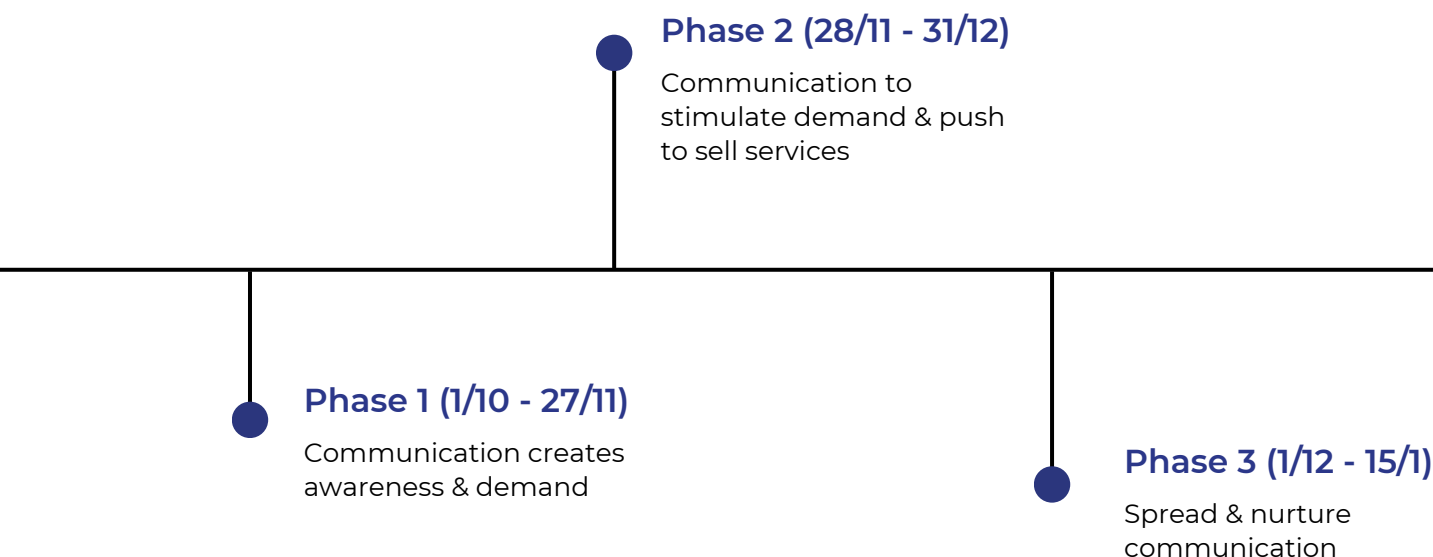 Phase 2 (28/11 - 31/12)
Communication to
stimulate demand & push
to sell services
Phase 1 (1/10 - 27/11)
Communication creates
awareness & demand
Phase 3 (1/12 - 15/1)
Spread & nurture
communication